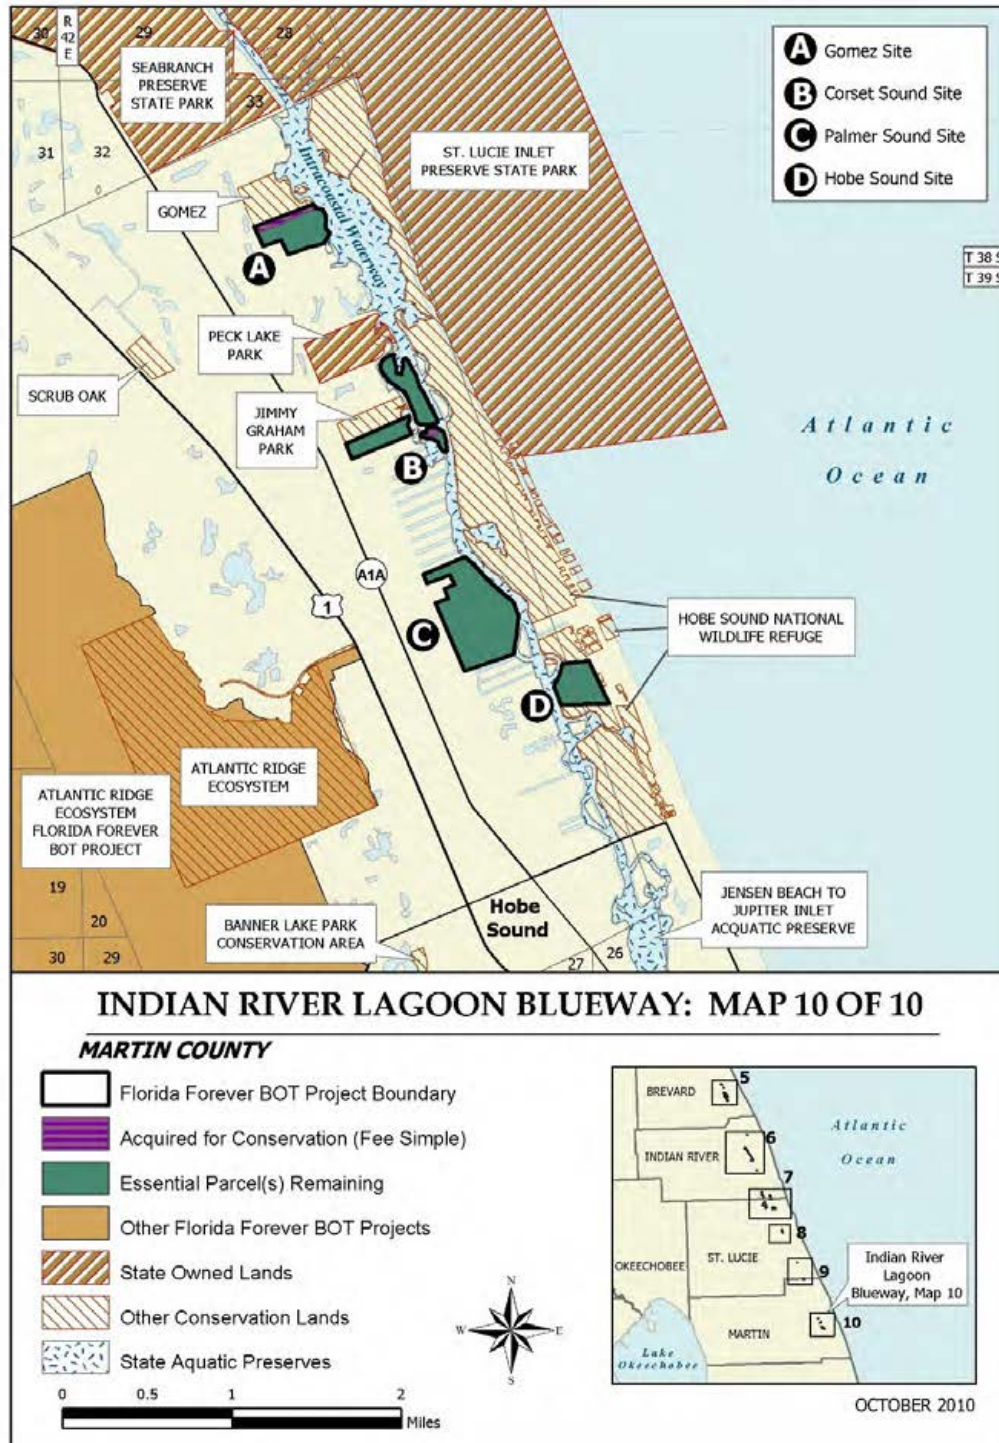 30
R
42
E
29
28
SEABRANCH
PRESERVE
STATE PARK
33
31
32
ST. LUCIE INLET
PRESERVE STATE PARK
Intracoastal Waterway
GOMEZ
A
A Gomez Site
B Corset Sound Site
C Palmer Sound Site
D Hobe Sound Site
T 38 S
T 39 S
PECK LAKE
PARK
SCRUB OAK
JIMMY
GRAHAM
PARK
B
Atlantic
Ocean
A1A
1
C
HOBE SOUND NATIONAL
WILDLIFE REFUGE
D
ATLANTIC RIDGE
ECOSYSTEM
ATLANTIC RIDGE
ECOSYSTEM
FLORIDA FOREVER
BOT PROJECT
19
20
30
29
BANNER LAKE PARK
CONSERVATION AREA
Hobe
Sound
JENSEN BEACH TO
JUPITER INLET
ACQUATIC PRESERVE
27
26
INDIAN RIVER LAGOON BLUEWAY: MAP 10 OF 10
MARTIN COUNTY
Florida Forever BOT Project Boundary
Acquired for Conservation (Fee Simple)
Essential Parcel(s) Remaining
Other Florida Forever BOT Projects
State Owned Lands
Other Conservation Lands
State Aquatic Preserves
0 0.5 1 2
Miles
N
W E
S
BREVARD
5
Atlantic
Ocean
INDIAN RIVER
6
7
8
OKEECHOBEE
ST. LUCIE
9
Indian River
Lagoon
Blueway, Map 10
10
MARTIN
Lake
Okeechobee
OCTOBER 2010